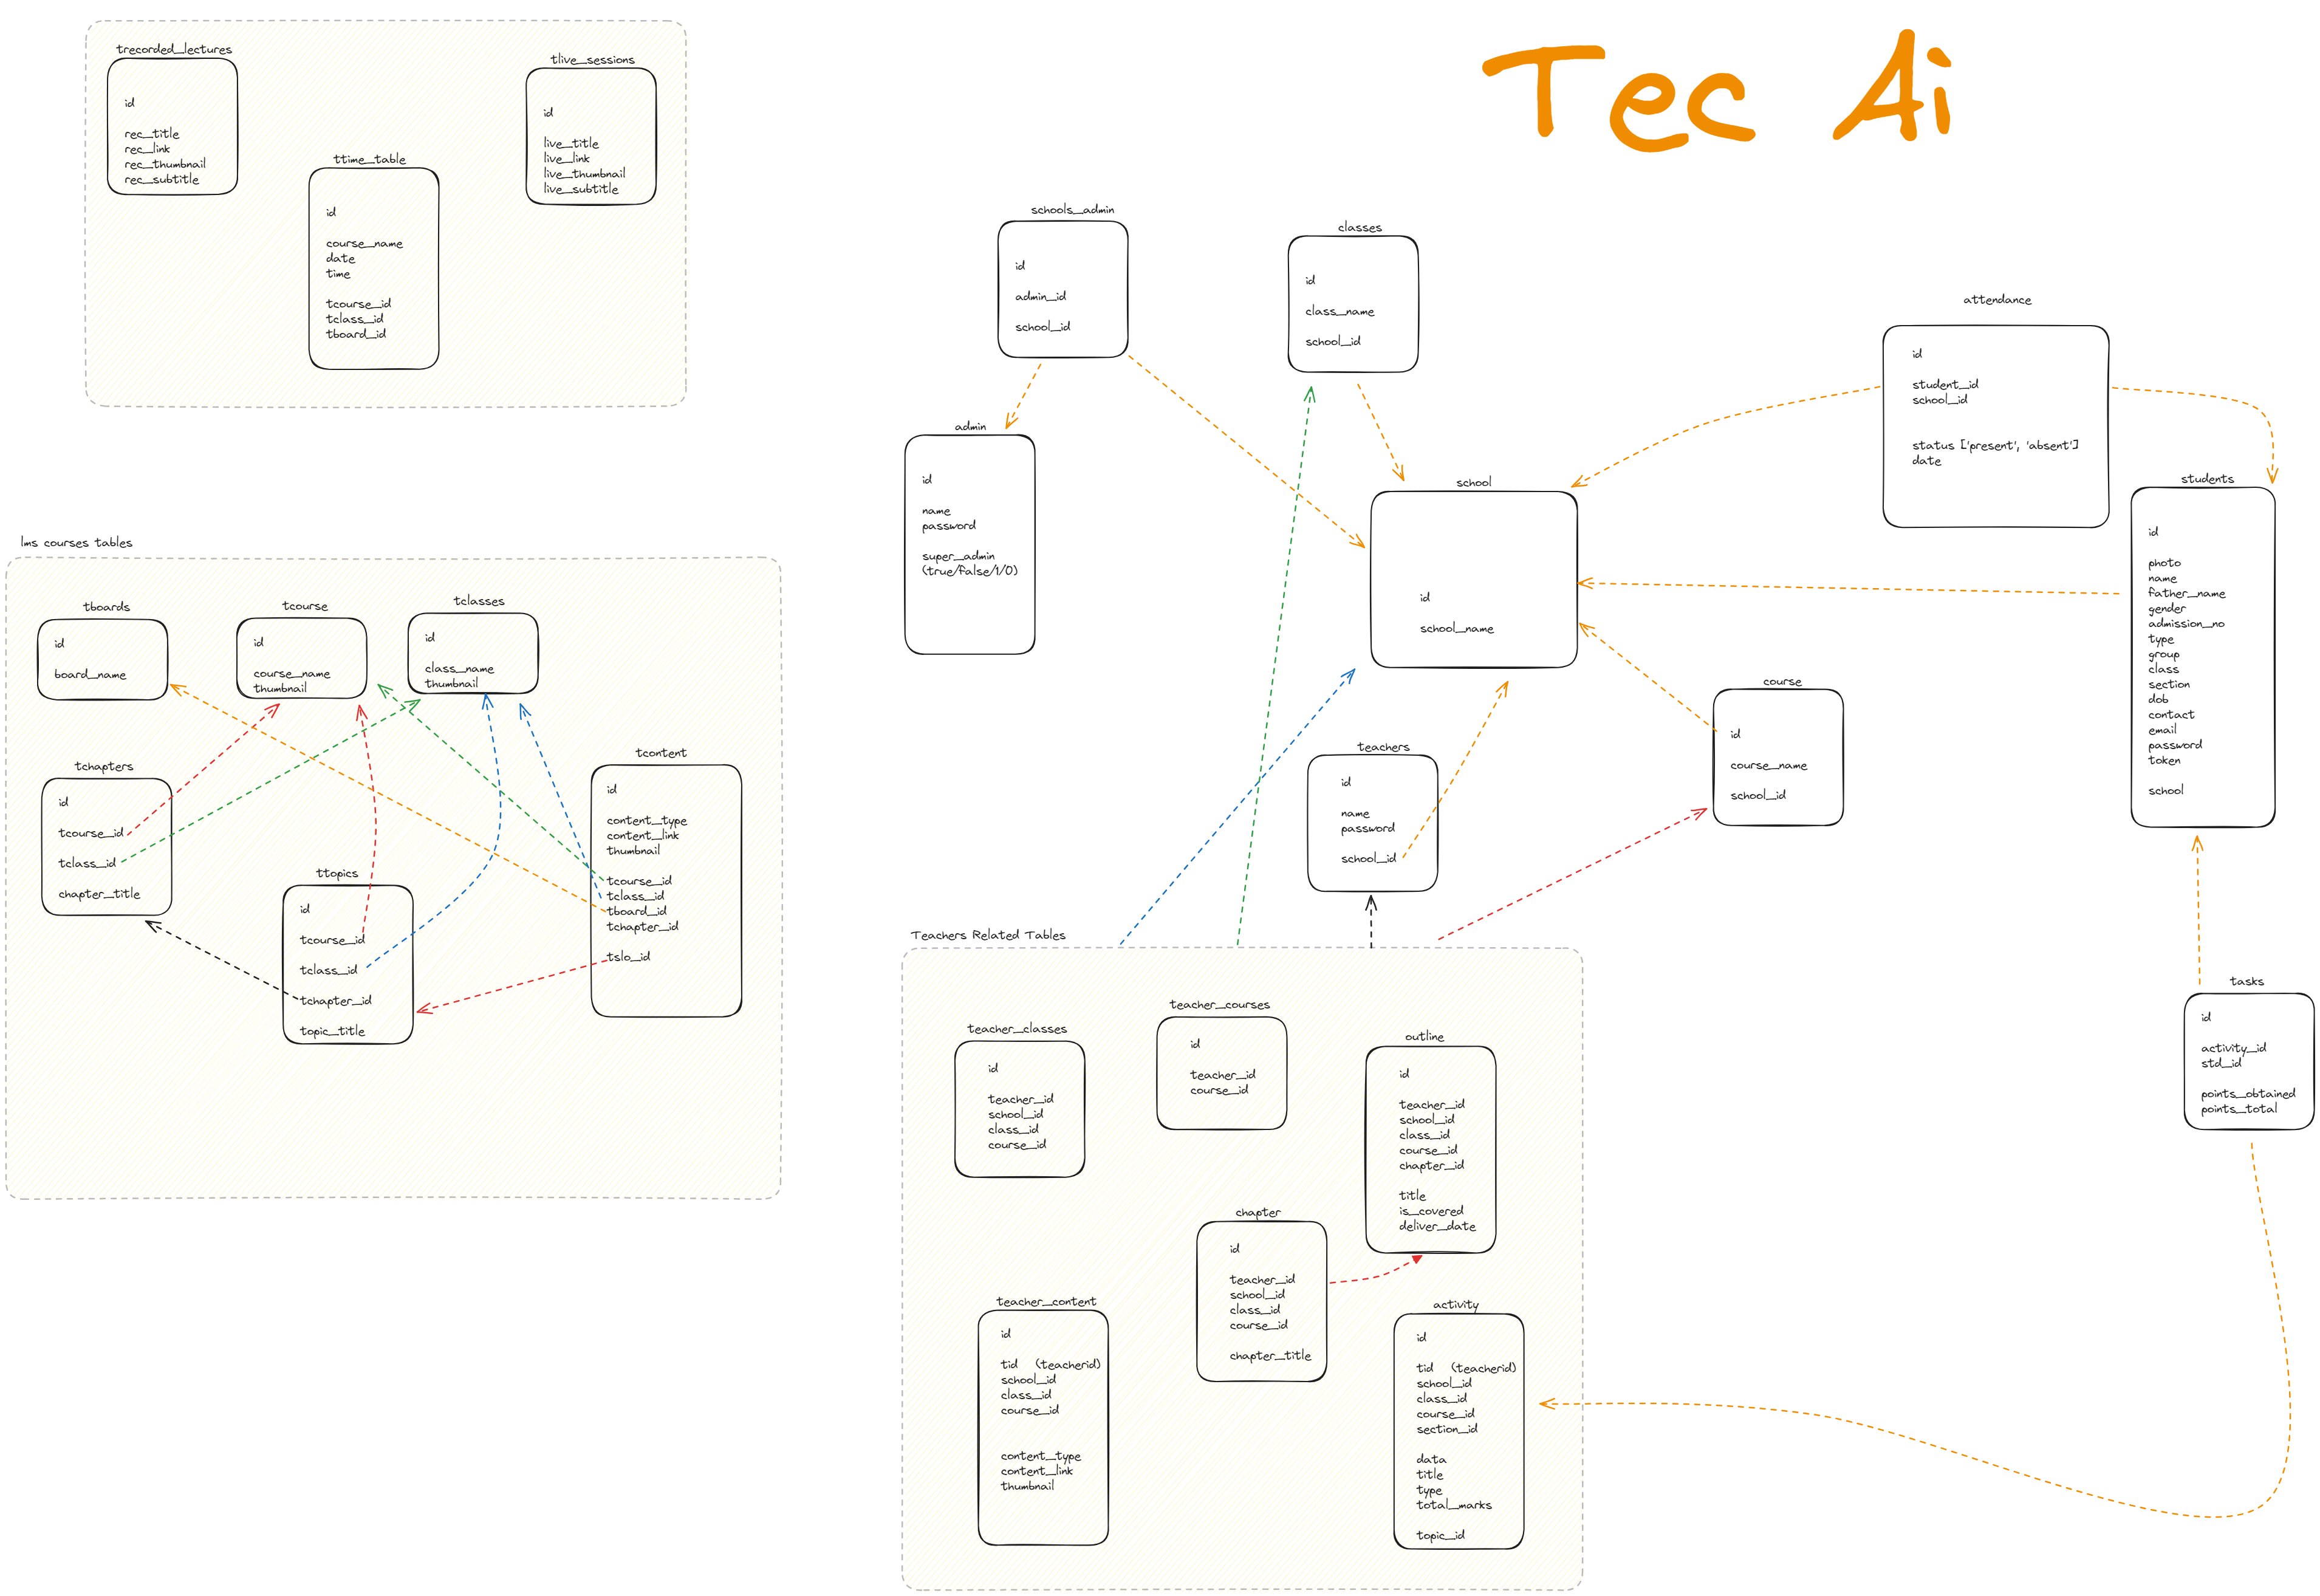 Tec Ai
trecorded_lectures
id
rec_title
rec_link
rec_thumbnail
rec_subtitle
ttime_table
id
course_name
date
time
tcourse_id
tclass_id
tboard_id
tlive_sessions
id
live_title
live_link
live_thumbnail
live_subtitle
lms courses tables
tboards
id
board_name
tcourse
id
course_name
thumbnail
tclasses
id
class_name
thumbnail
tchapters
id
tcourse_id
tclass_id
chapter_title
ttopics
id
tcourse_id
tclass_id
tchapter_id
topic_title
tcontent
id
content_type
content_link
thumbnail
tcourse_id
tclass_id
tboard_id
tchapter_id
tslo_id
schools_admin
id
admin_id
school_id
classes
id
class_name
school_id
attendance
id
student_id
school_id
status ['present', 'absent']
date
admin
id
name
password
super_admin
(true/false/1/0)
school
id
school_name
students
id
photo
name
father_name
gender
admission_no
type
group
class
section
dob
contact
email
password
token
school
teachers
id
name
password
school_id
course
id
course_name
school_id
tasks
id
activity_id
std_id
points_obtained
points_total
Teachers Related Tables
teacher_classes
id
teacher_id
school_id
class_id
course_id
teacher_courses
id
teacher_id
course_id
outline
id
teacher_id
school_id
class_id
course_id
chapter_id
title
is_covered
deliver_date
chapter
id
teacher_id
school_id
class_id
course_id
chapter_title
teacher_content
id
tid (teacherid)
school_id
class_id
course_id
content_type
content_link
thumbnail
activity
id
tid (teacherid)
school_id
class_id
course_id
section_id
data
title
type
total_marks
topic_id